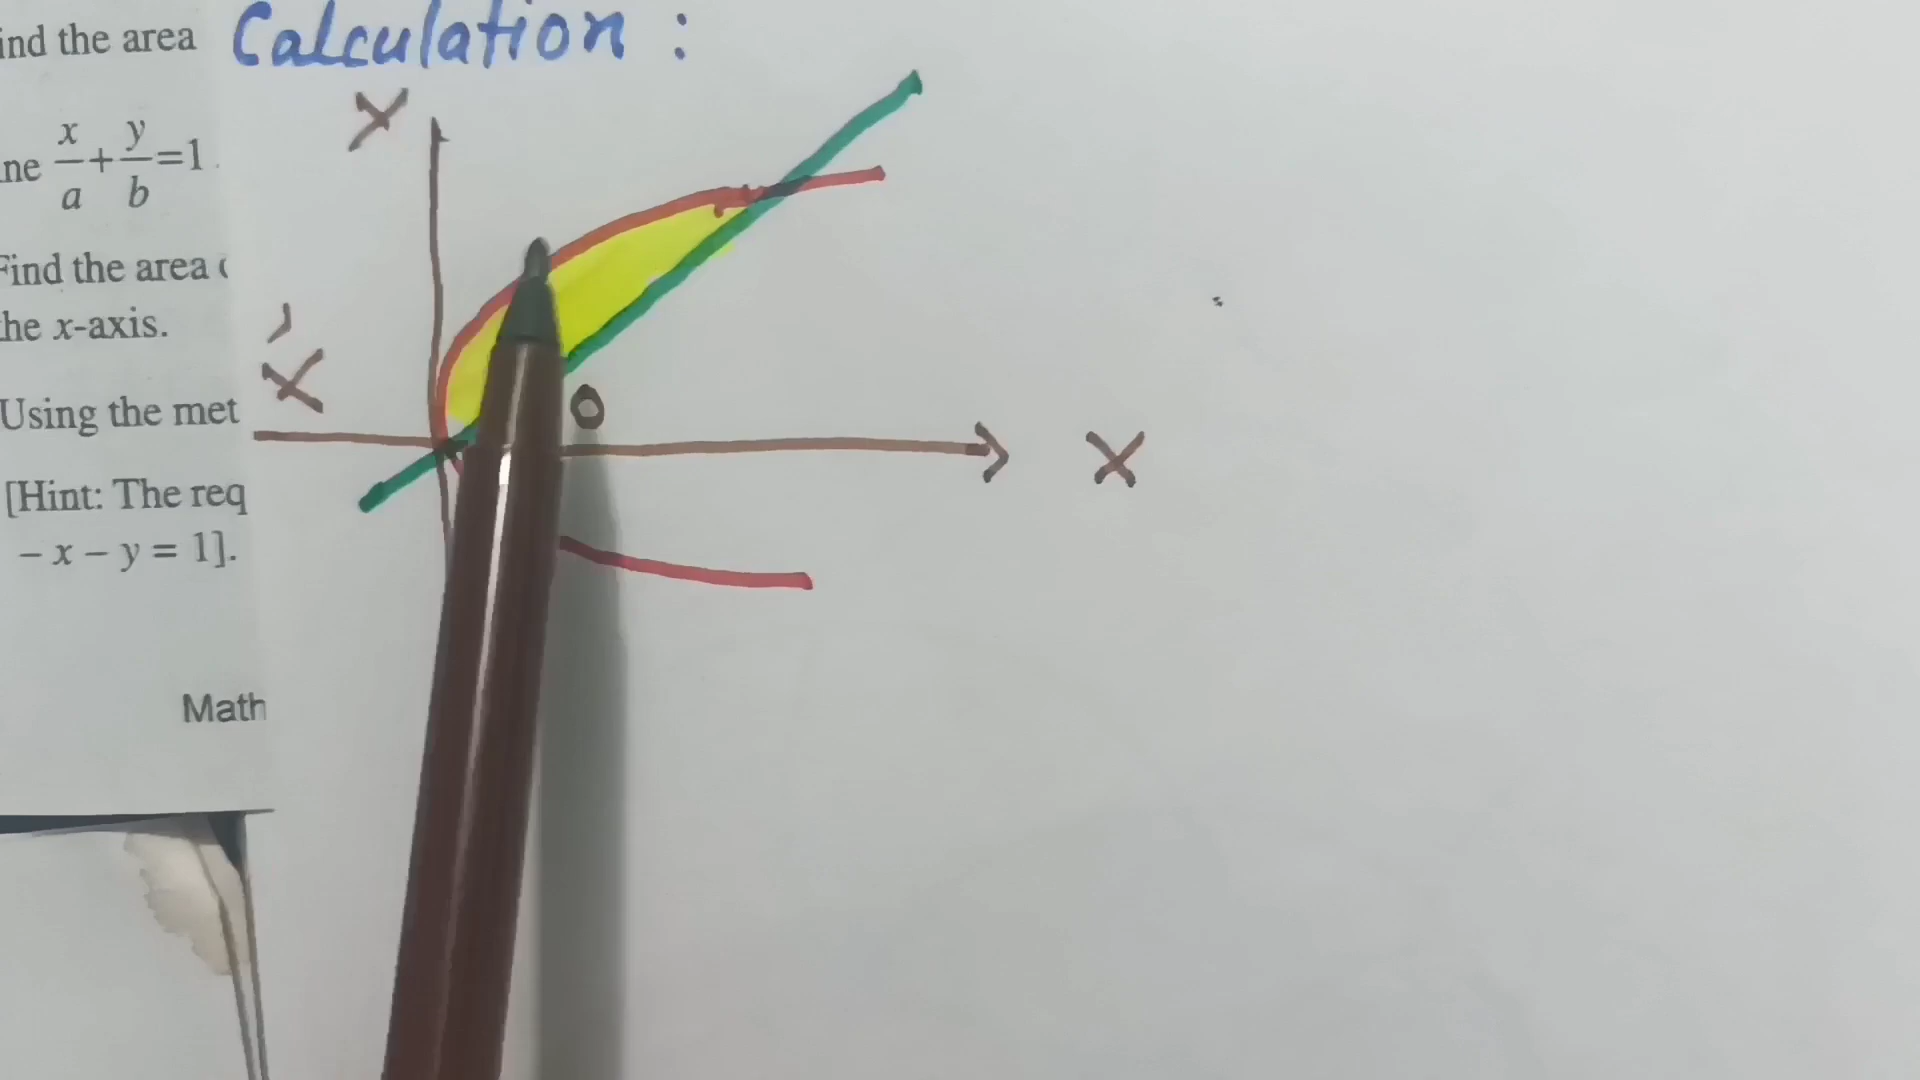 ind the area
ne x/a + y/b = 1.
Find the area
he x-axis.
Using the met
[Hint: The req
– x – y = 1].
Math
Calculation :
Y
X'
O
X